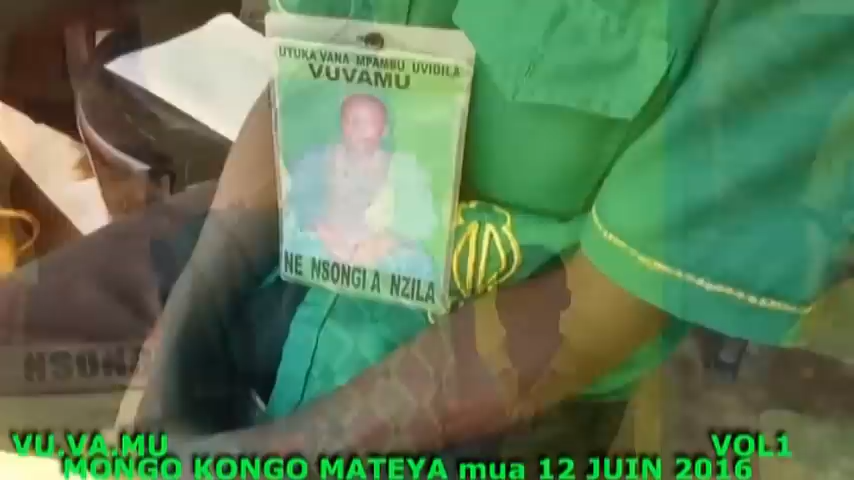 UTUKA VANA MPAMBU UVIDILA
VUVAMU
NE NSONGI A NZILA
VU.VA.MU
VOL1
MONGO KONGO MATEYA mua 12 JUIN 2016